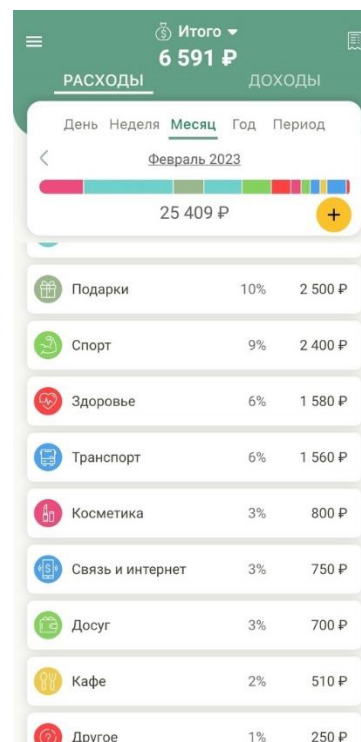 Итого
6 591 ₽
РАСХОДЫ ДОХОДЫ
День Неделя Месяц Год Период
Февраль 2023
25 409 ₽ +
Подарки 10% 2 500 ₽
Спорт 9% 2 400 ₽
Здоровье 6% 1 580 ₽
Транспорт 6% 1 560 ₽
Косметика 3% 800 ₽
Связь и интернет 3% 750 ₽
Досуг 3% 700 ₽
Кафе 2% 510 ₽
Другое 1% 250 ₽